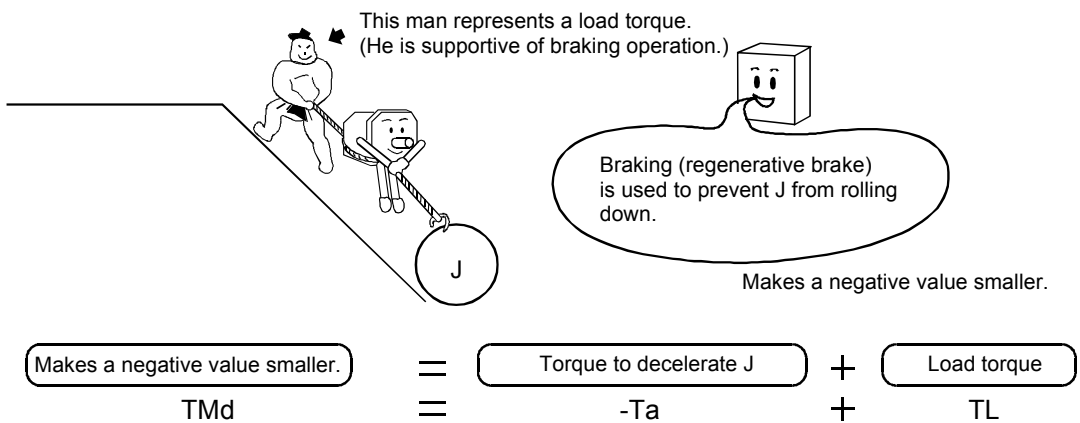 This man represents a load torque.
(He is supportive of braking operation.)
Braking (regenerative brake)
is used to prevent J from rolling
down.
J
Makes a negative value smaller.
Makes a negative value smaller. = Torque to decelerate J + Load torque
TMd = -Ta + TL